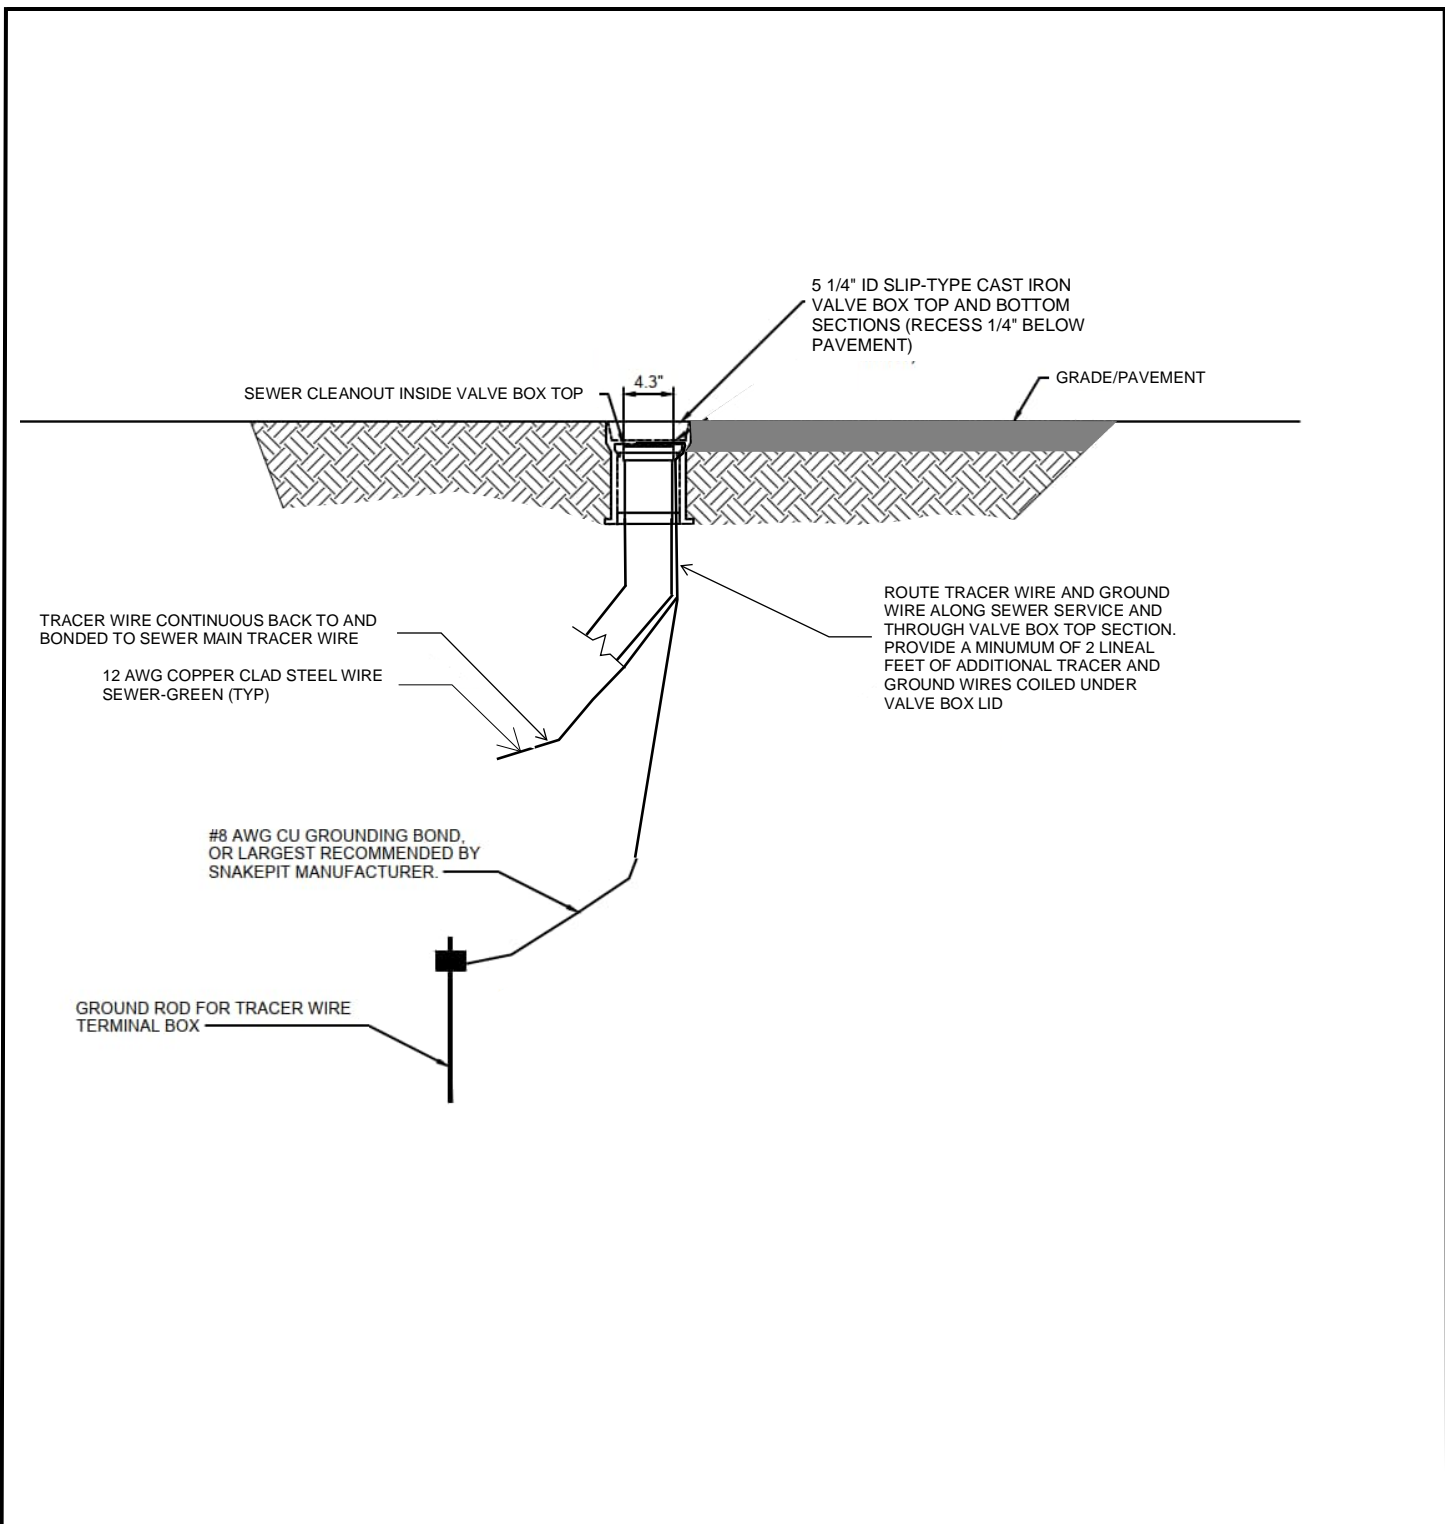 5 1/4" ID SLIP-TYPE CAST IRON
VALVE BOX TOP AND BOTTOM
SECTIONS (RECESS 1/4" BELOW
PAVEMENT)
GRADE/PAVEMENT
4.3"
SEWER CLEANOUT INSIDE VALVE BOX TOP
ROUTE TRACER WIRE AND GROUND
WIRE ALONG SEWER SERVICE AND
THROUGH VALVE BOX TOP SECTION.
PROVIDE A MINUMUM OF 2 LINEAL
FEET OF ADDITIONAL TRACER AND
GROUND WIRES COILED UNDER
VALVE BOX LID
TRACER WIRE CONTINUOUS BACK TO AND
BONDED TO SEWER MAIN TRACER WIRE
12 AWG COPPER CLAD STEEL WIRE
SEWER-GREEN (TYP)
#8 AWG CU GROUNDING BOND,
OR LARGEST RECOMMENDED BY
SNAKEPIT MANUFACTURER.
GROUND ROD FOR TRACER WIRE
TERMINAL BOX